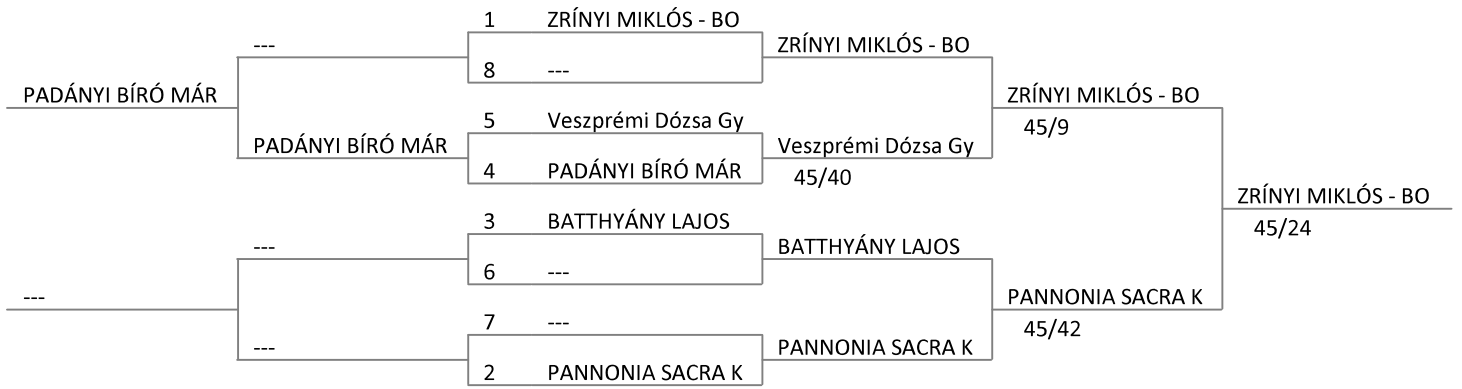 1 ZRÍNYI MIKLÓS - BO
--- ZRÍNYI MIKLÓS - BO
8 ---
PADÁNYI BÍRÓ MÁR ZRÍNYI MIKLÓS - BO
5 Veszprémi Dózsa Gy 45/9
PADÁNYI BÍRÓ MÁR Veszprémi Dózsa Gy
4 PADÁNYI BÍRÓ MÁR 45/40
ZRÍNYI MIKLÓS - BO
3 BATTHYÁNY LAJOS 45/24
--- BATTHYÁNY LAJOS
6 ---
--- PANNONIA SACRA K
7 --- 45/42
--- PANNONIA SACRA K
2 PANNONIA SACRA K